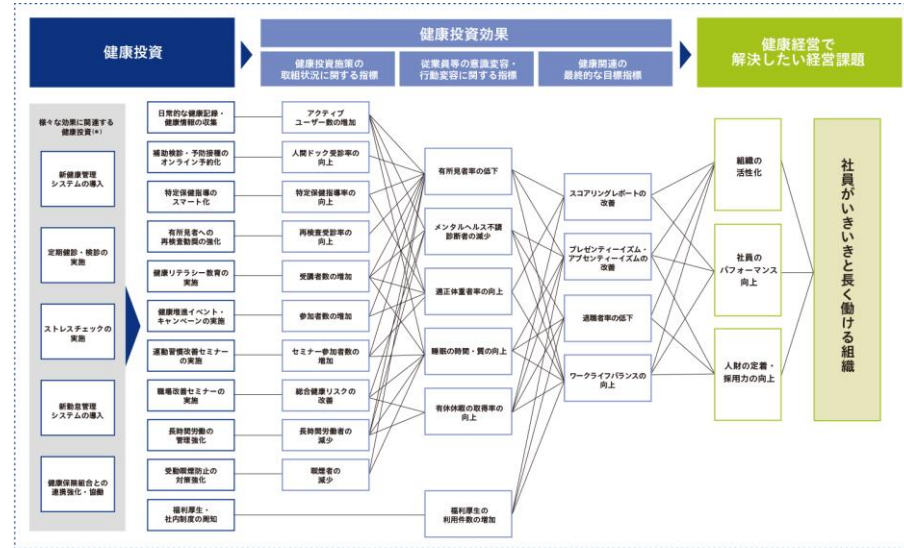 健康投資
健康投資効果
健康経営で
解決したい経営課題
健康投資施策の
取組状況に関する指標
従業員等の意識変容・
行動変容に関する指標
健康関連の
最終的な目標指標
様々な効果に関連する
健康投資(*)
新健康管理
システムの導入
定期健診・検診の
実施
ストレスチェックの
実施
新勤怠管理
システムの導入
健康保険組合との
連携強化・協働
日常的な健康記録・
健康情報の収集
補助検診・予防接種の
オンライン予約化
特定保健指導の
スマート化
有所見者への
再検査勧奨の強化
健康リテラシー教育の
実施
健康増進イベント・
キャンペーンの実施
運動習慣改善セミナー
の実施
職場改善セミナーの
実施
長時間労働の
管理強化
受動喫煙防止の
対策強化
福利厚生・
社内制度の周知
アクティブ
ユーザー数の増加
人間ドック受診率の
向上
特定保健指導率の
向上
再検査受診率の
向上
受講者数の増加
参加者数の増加
セミナー参加者数の
増加
総合健康リスクの
改善
長時間労働者の
減少
喫煙者の
減少
有所見者率の低下
メンタルヘルス不調
診断者の減少
適正体重者率の向上
睡眠の時間・質の向上
有休休暇の取得率の
向上
福利厚生の
利用件数の増加
スコアリングレポートの
改善
プレゼンティーイズム・
アブセンティーイズムの
改善
退職者率の低下
ワークライフバランスの
向上
組織の
活性化
社員の
パフォーマンス
向上
人財の定着・
採用力の向上
社員がいきいきと長く働ける組織